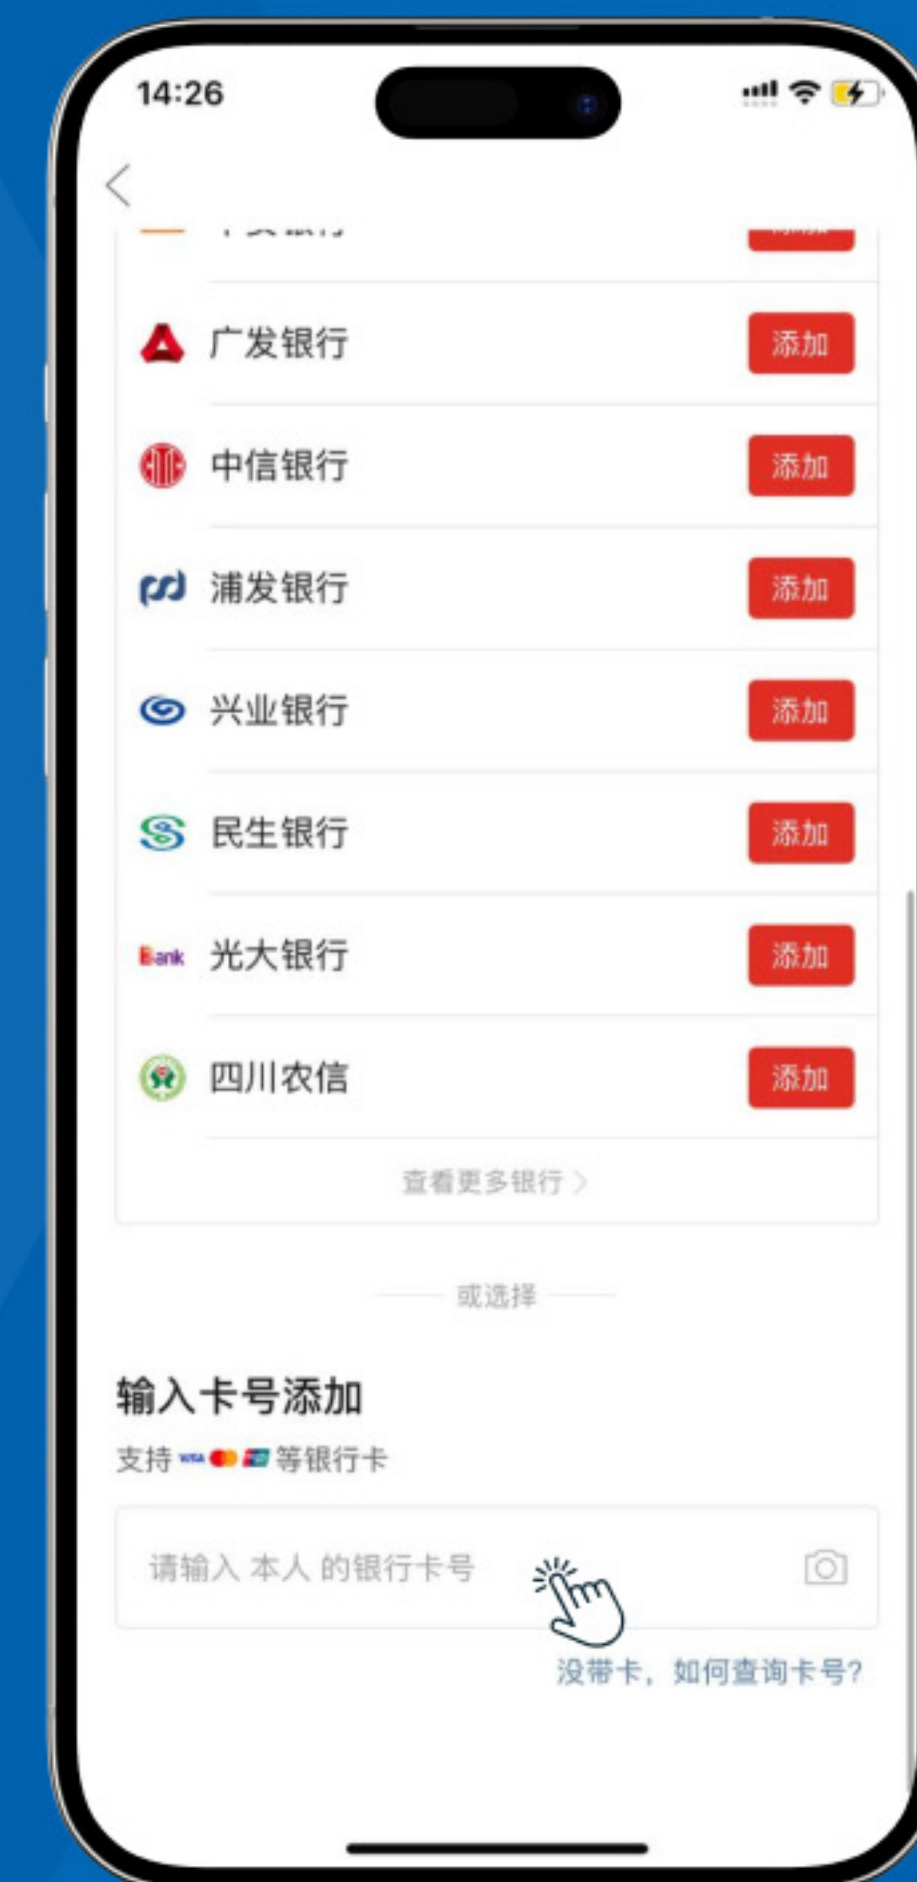 14:26
广发银行
添加
中信银行
添加
浦发银行
添加
兴业银行
添加
民生银行
添加
Bank 光大银行
添加
四川农信
添加
查看更多银行 >
或选择
输入卡号添加
支持 VISA 等银行卡
请输入 本人 的银行卡号
没带卡，如何查询卡号?